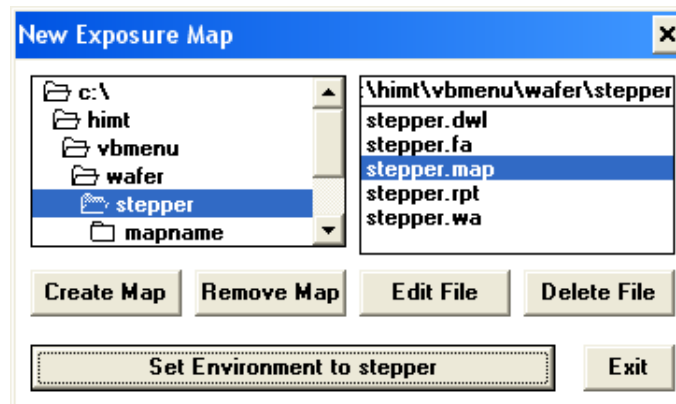 New Exposure Map
c:\
himt
vbmenu
wafer
stepper
mapname
:\himt\vbmenu\wafer\stepper
stepper.dwl
stepper.fa
stepper.map
stepper.rpt
stepper.wa
Create Map
Remove Map
Edit File
Delete File
Set Environment to stepper
Exit